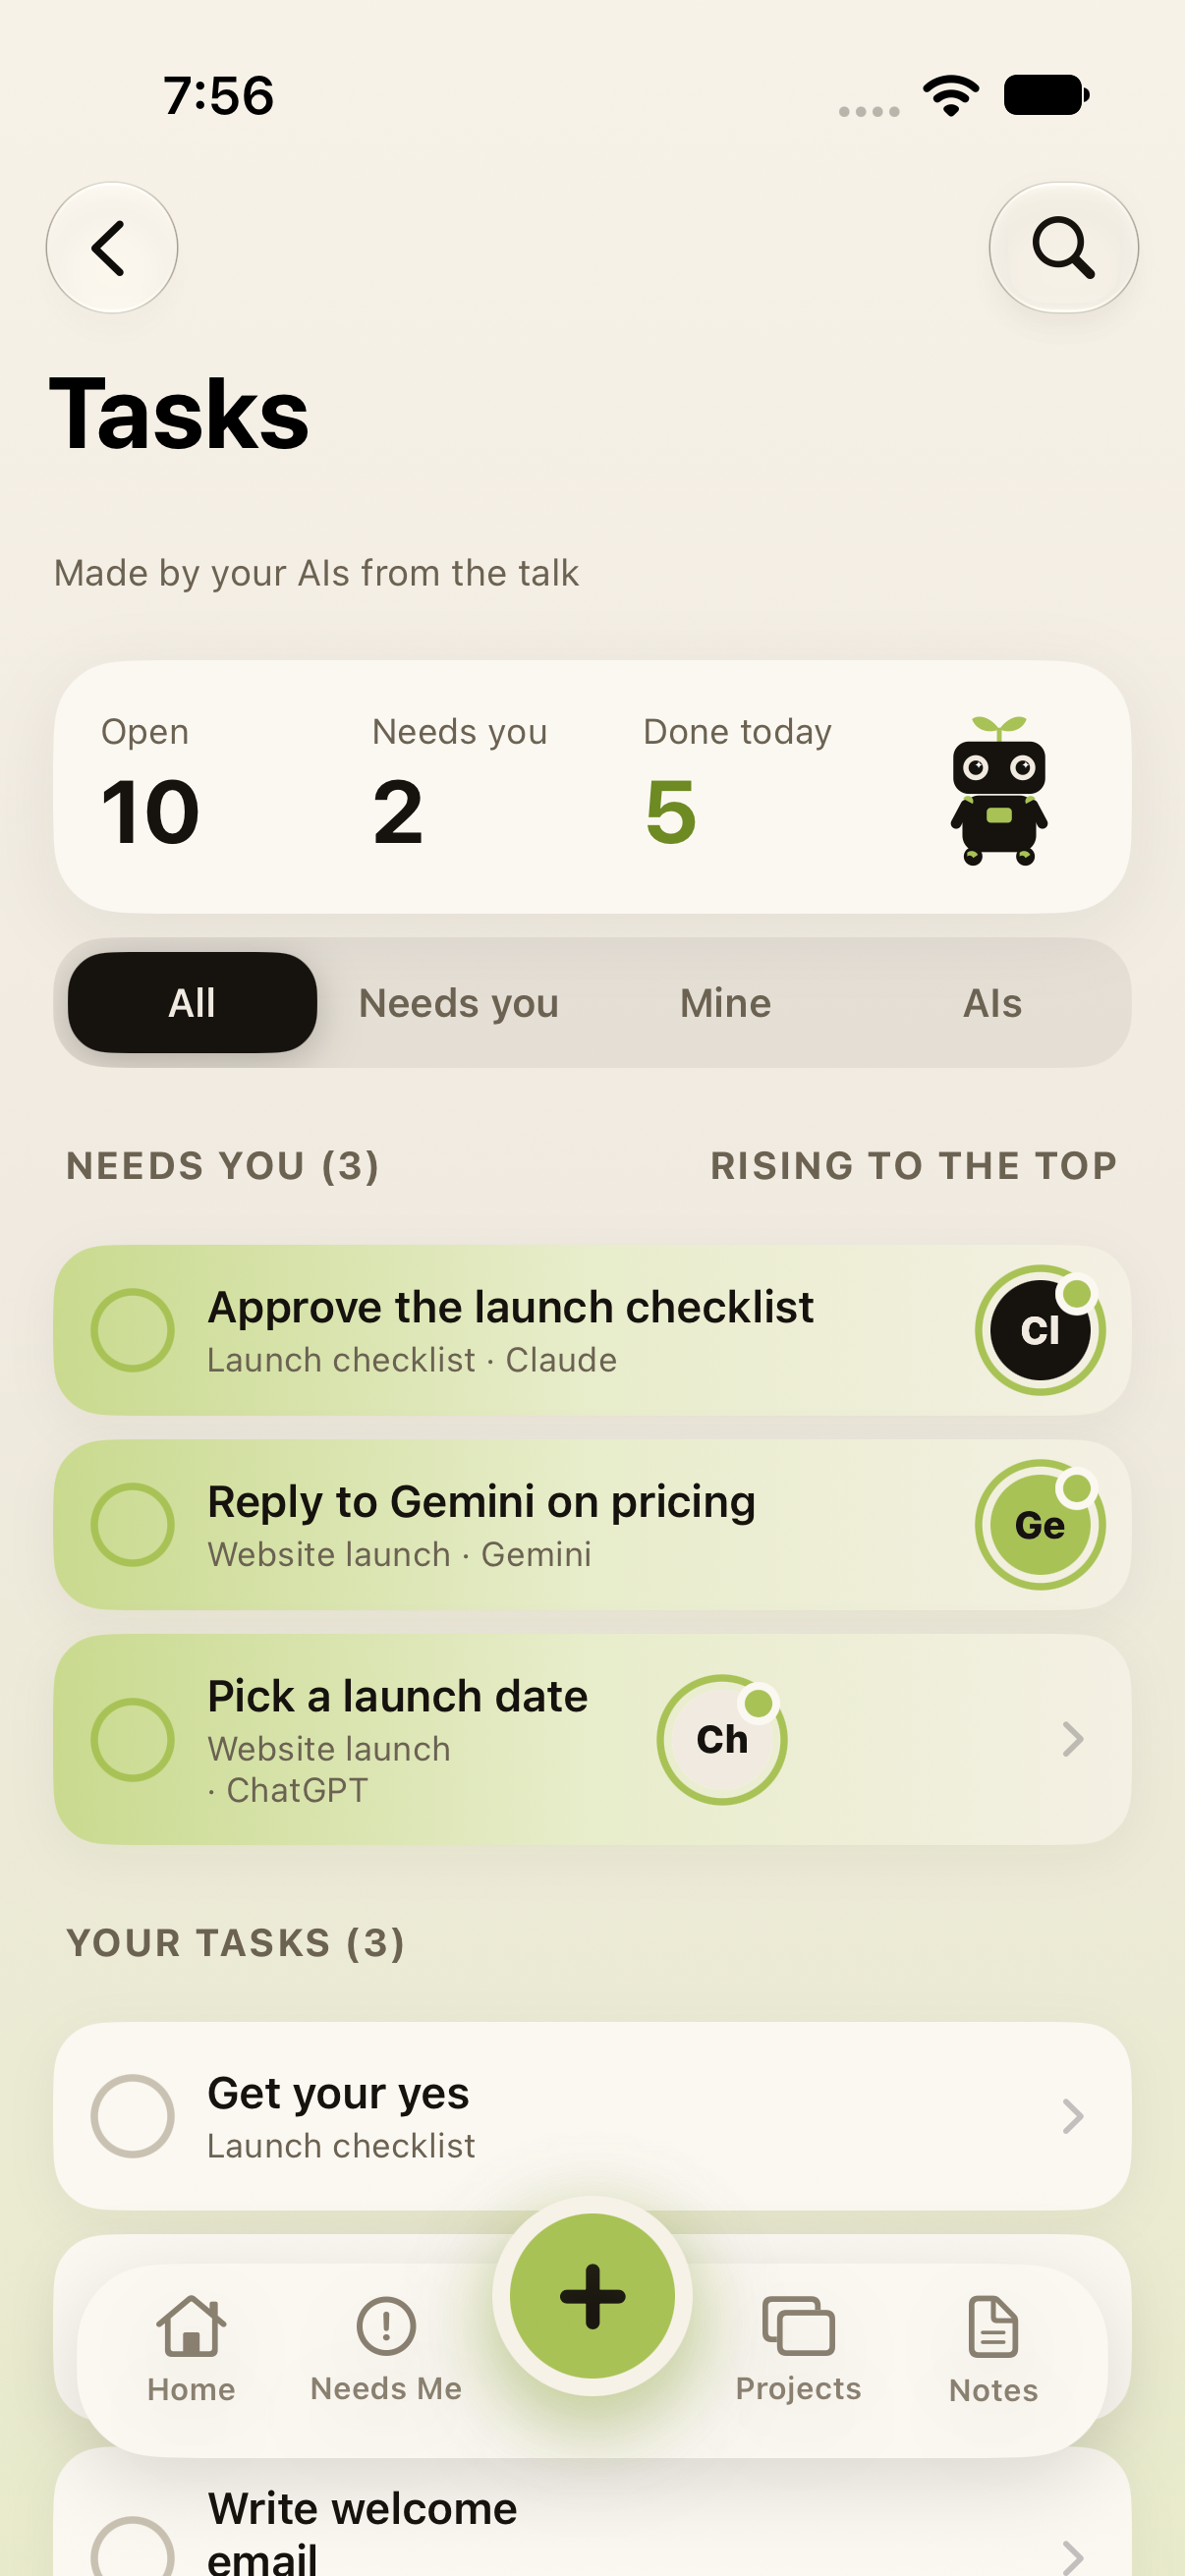 7:56
Tasks
Made by your AIs from the talk
Open
Needs you
Done today
10
2
5
All
Needs you
Mine
AIs
NEEDS YOU (3)
RISING TO THE TOP
Approve the launch checklist
Launch checklist · Claude
Cl
Reply to Gemini on pricing
Website launch · Gemini
Ge
Pick a launch date
Website launch
· ChatGPT
Ch
YOUR TASKS (3)
Get your yes
Launch checklist
Home
Needs Me
Projects
Notes
Write welcome
email